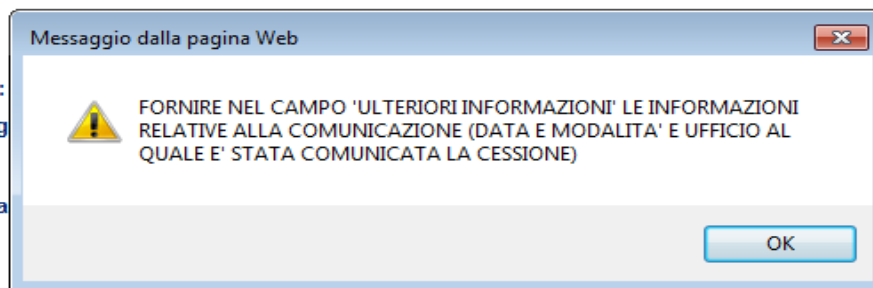 Messaggio dalla pagina Web
FORNIRE NEL CAMPO 'ULTERIORI INFORMAZIONI' LE INFORMAZIONI
RELATIVE ALLA COMUNICAZIONE (DATA E MODALITA' E UFFICIO AL
QUALE E' STATA COMUNICATA LA CESSIONE)
OK